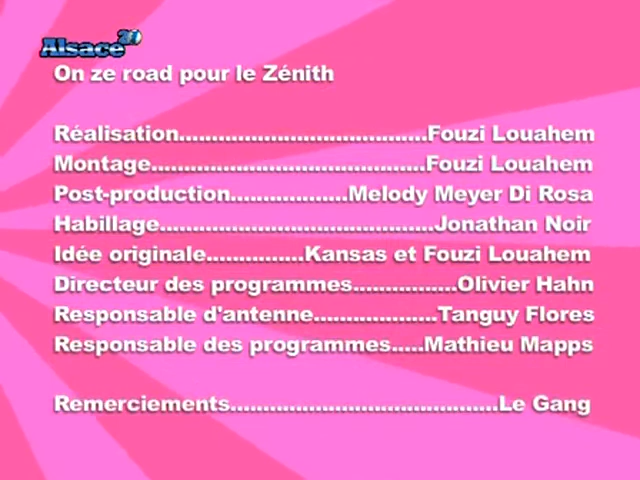 Alsace 20
On ze road pour le Zénith
Réalisation......................................Fouzi Louahem
Montage..........................................Fouzi Louahem
Post-production..................Melody Meyer Di Rosa
Habillage..........................................Jonathan Noir
Idée originale...............Kansas et Fouzi Louahem
Directeur des programmes................Olivier Hahn
Responsable d'antenne...................Tanguy Flores
Responsable des programmes.....Mathieu Mapps
Remerciements.........................................Le Gang